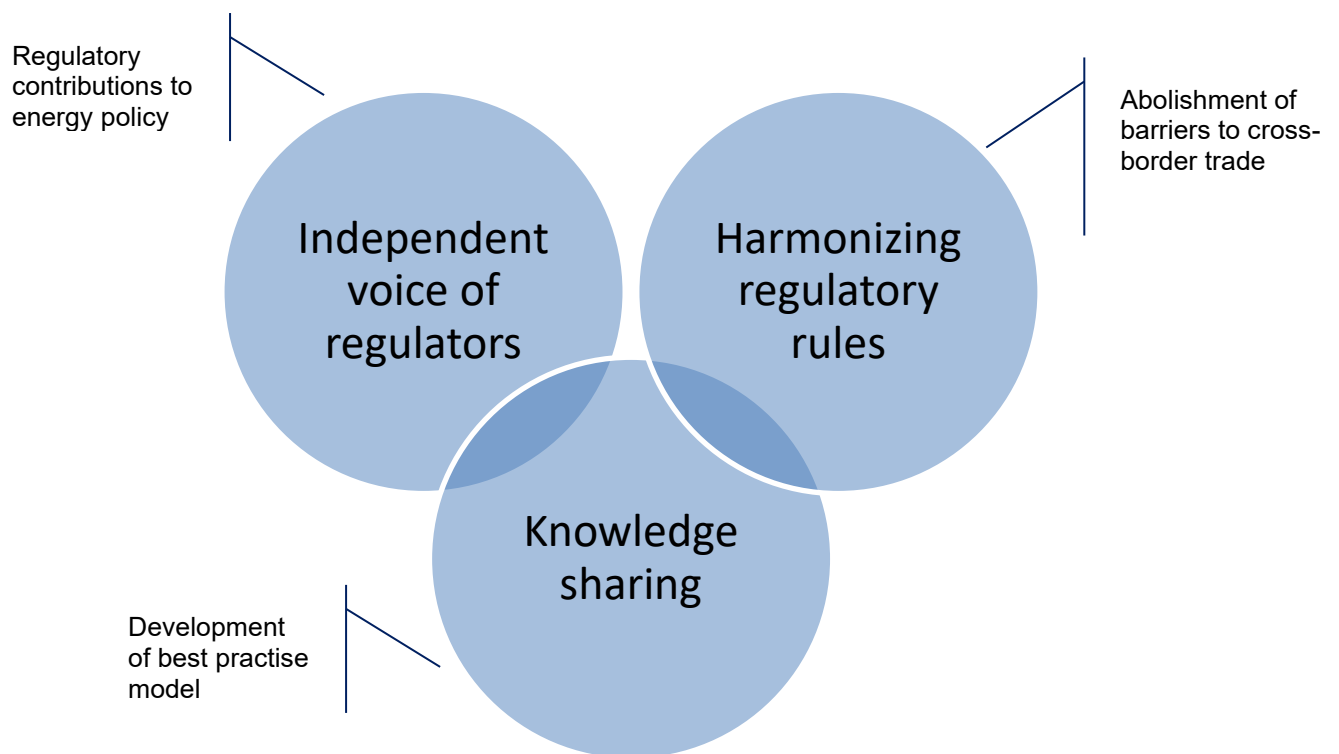 Regulatory
contributions to
energy policy
Abolishment of
barriers to cross-
border trade
Independent
voice of
regulators
Harmonizing
regulatory
rules
Knowledge
sharing
Development
of best practise
model